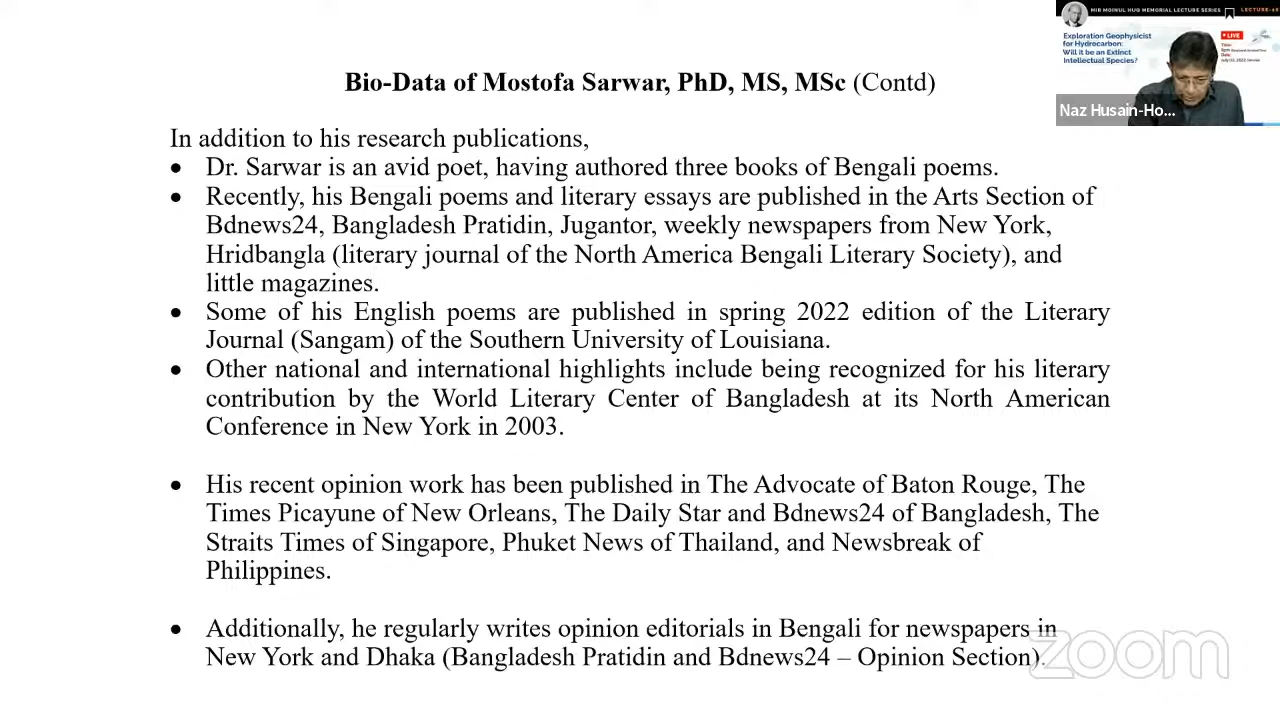 MIR MOINUL HUQ MEMORIAL LECTURE SERIES
Exploration Geophysicist
for Hydrocarbon:
Will it be an Extinct
Intellectual Species?
LIVE
Naz Husain-Ho...
Bio-Data of Mostofa Sarwar, PhD, MS, MSc (Contd)
In addition to his research publications,
• Dr. Sarwar is an avid poet, having authored three books of Bengali poems.
• Recently, his Bengali poems and literary essays are published in the Arts Section of
Bdnews24, Bangladesh Pratidin, Jugantor, weekly newspapers from New York,
Hridbangla (literary journal of the North America Bengali Literary Society), and
little magazines.
• Some of his English poems are published in spring 2022 edition of the Literary
Journal (Sangam) of the Southern University of Louisiana.
• Other national and international highlights include being recognized for his literary
contribution by the World Literary Center of Bangladesh at its North American
Conference in New York in 2003.
• His recent opinion work has been published in The Advocate of Baton Rouge, The
Times Picayune of New Orleans, The Daily Star and Bdnews24 of Bangladesh, The
Straits Times of Singapore, Phuket News of Thailand, and Newsbreak of
Philippines.
• Additionally, he regularly writes opinion editorials in Bengali for newspapers in
New York and Dhaka (Bangladesh Pratidin and Bdnews24 – Opinion Section).
zoom